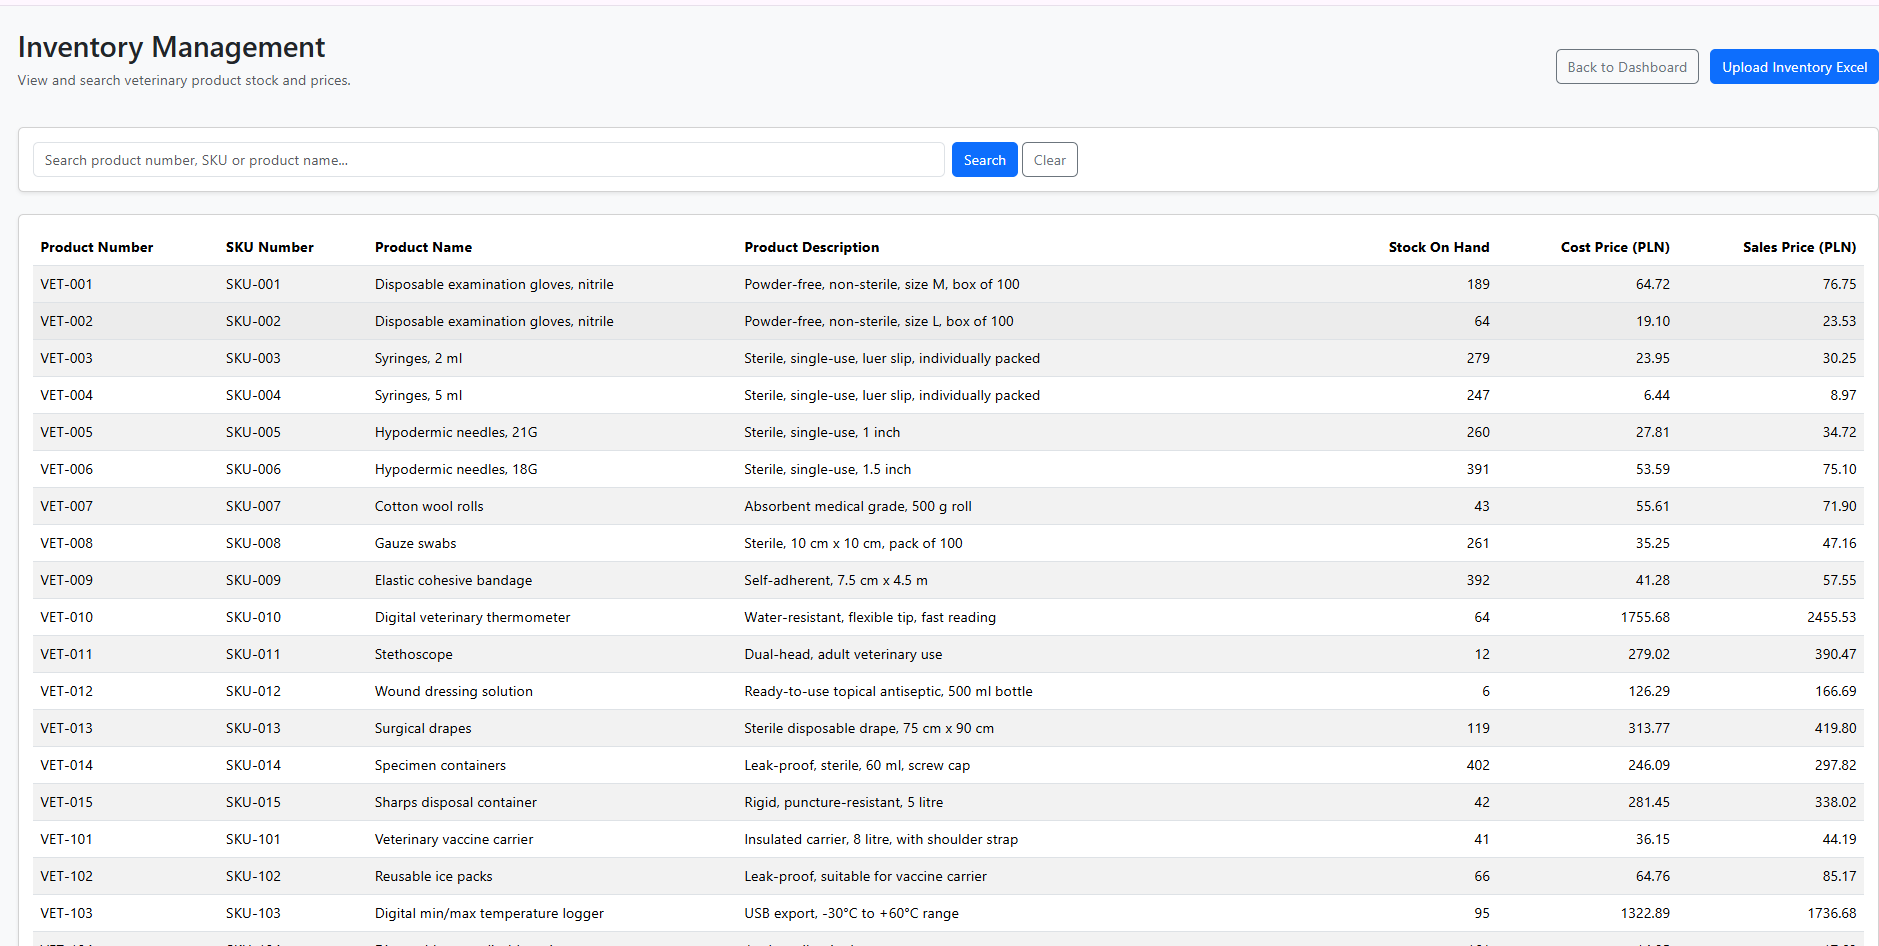 Inventory Management
View and search veterinary product stock and prices.
Back to Dashboard Upload Inventory Excel
Search product number, SKU or product name... Search Clear
Product Number SKU Number Product Name Product Description Stock On Hand Cost Price (PLN) Sales Price (PLN)
VET-001 SKU-001 Disposable examination gloves, nitrile Powder-free, non-sterile, size M, box of 100 189 64.72 76.75
VET-002 SKU-002 Disposable examination gloves, nitrile Powder-free, non-sterile, size L, box of 100 64 19.10 23.53
VET-003 SKU-003 Syringes, 2 ml Sterile, single-use, luer slip, individually packed 279 23.95 30.25
VET-004 SKU-004 Syringes, 5 ml Sterile, single-use, luer slip, individually packed 247 6.44 8.97
VET-005 SKU-005 Hypodermic needles, 21G Sterile, single-use, 1 inch 260 27.81 34.72
VET-006 SKU-006 Hypodermic needles, 18G Sterile, single-use, 1.5 inch 391 53.59 75.10
VET-007 SKU-007 Cotton wool rolls Absorbent medical grade, 500 g roll 43 55.61 71.90
VET-008 SKU-008 Gauze swabs Sterile, 10 cm x 10 cm, pack of 100 261 35.25 47.16
VET-009 SKU-009 Elastic cohesive bandage Self-adherent, 7.5 cm x 4.5 m 392 41.28 57.55
VET-010 SKU-010 Digital veterinary thermometer Water-resistant, flexible tip, fast reading 64 1755.68 2455.53
VET-011 SKU-011 Stethoscope Dual-head, adult veterinary use 12 279.02 390.47
VET-012 SKU-012 Wound dressing solution Ready-to-use topical antiseptic, 500 ml bottle 6 126.29 166.69
VET-013 SKU-013 Surgical drapes Sterile disposable drape, 75 cm x 90 cm 119 313.77 419.80
VET-014 SKU-014 Specimen containers Leak-proof, sterile, 60 ml, screw cap 402 246.09 297.82
VET-015 SKU-015 Sharps disposal container Rigid, puncture-resistant, 5 litre 42 281.45 338.02
VET-101 SKU-101 Veterinary vaccine carrier Insulated carrier, 8 litre, with shoulder strap 41 36.15 44.19
VET-102 SKU-102 Reusable ice packs Leak-proof, suitable for vaccine carrier 66 64.76 85.17
VET-103 SKU-103 Digital min/max temperature logger USB export, -30°C to +60°C range 95 1322.89 1736.68